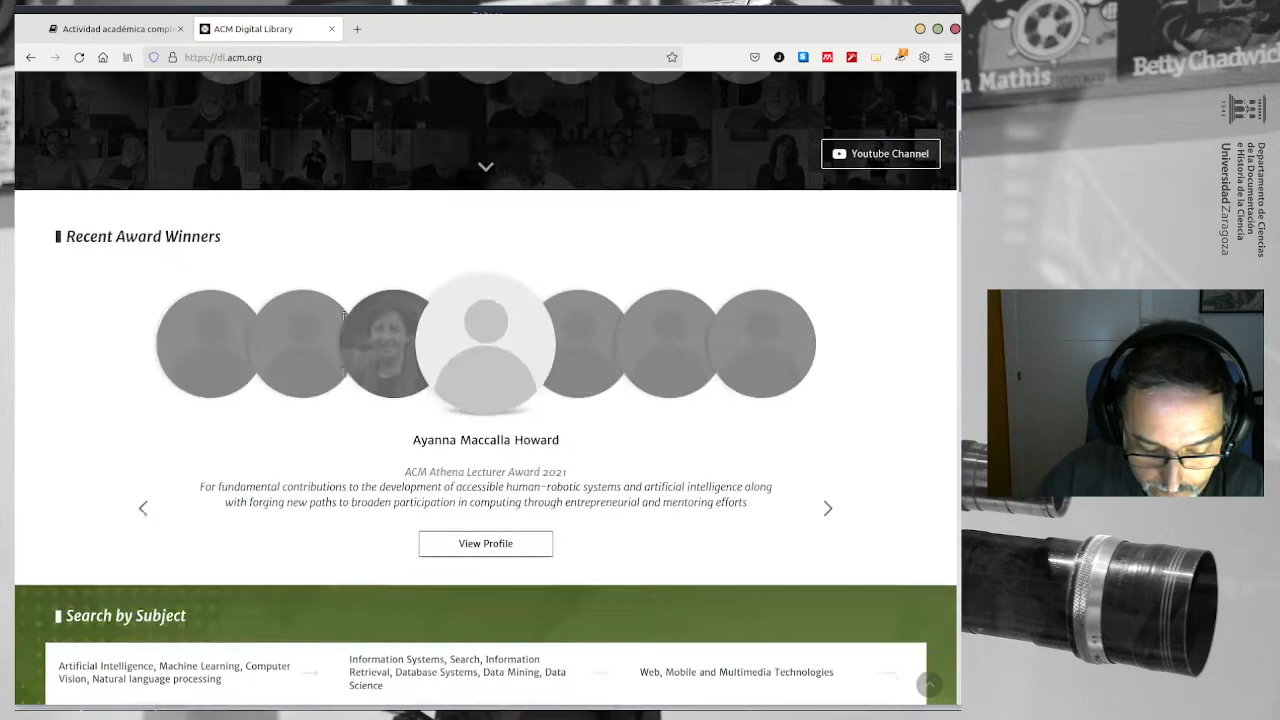 Actividad académica compl
ACM Digital Library
https://dl.acm.org
Youtube Channel
Recent Award Winners
Ayanna Maccalla Howard
ACM Athena Lecturer Award 2021
For fundamental contributions to the development of accessible human-robotic systems and artificial intelligence along
with forging new paths to broaden participation in computing through entrepreneurial and mentoring efforts
View Profile
Search by Subject
Artificial Intelligence, Machine Learning, Computer
Vision, Natural language processing
Information Systems, Search, Information
Retrieval, Database Systems, Data Mining, Data
Science
Web, Mobile and Multimedia Technologies
Mathis
Betty Chadwic
1542
Departamento de Ciencias
de la Documentación
e Historia de la Ciencia
Universidad Zaragoza